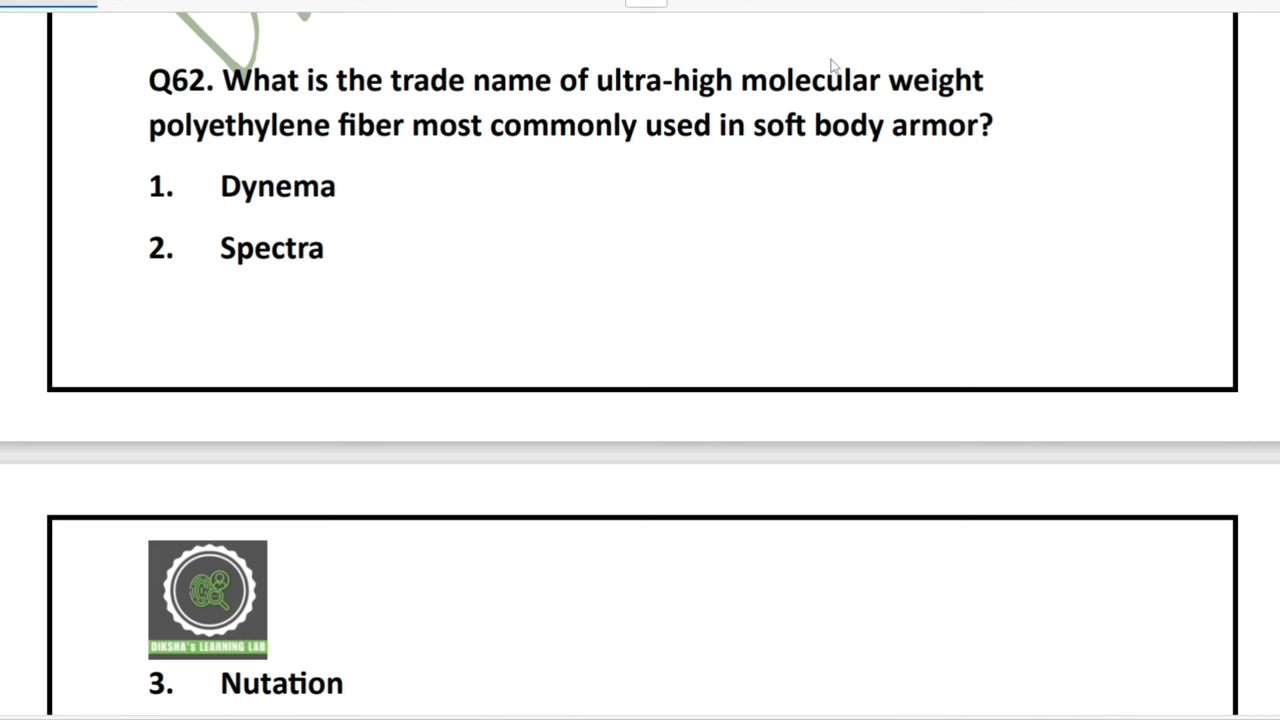 Q62. What is the trade name of ultra-high molecular weight
polyethylene fiber most commonly used in soft body armor?
1. Dynema
2. Spectra
DIKSHA's LEARNING LAB
3. Nutation